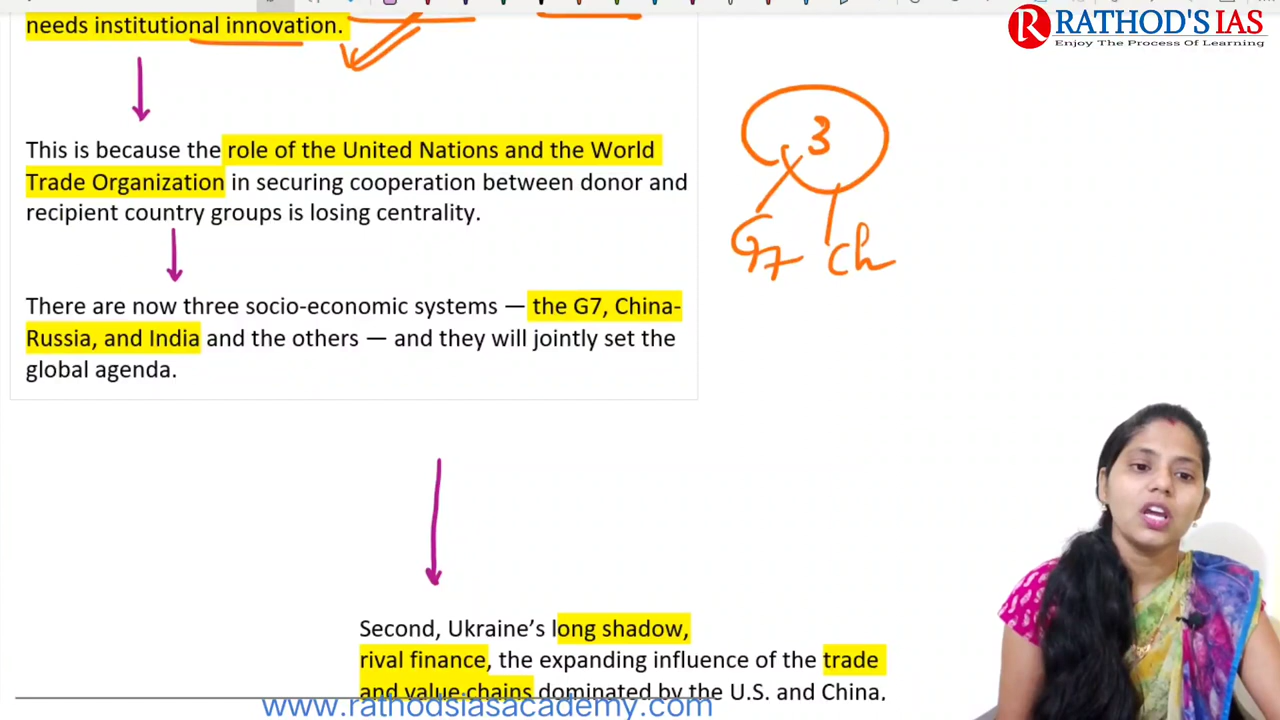 needs institutional innovation.
RATHOD'S IAS
Enjoy The Process Of Learning
This is because the role of the United Nations and the World
Trade Organization in securing cooperation between donor and
recipient country groups is losing centrality.
3
G7 Ch
There are now three socio-economic systems — the G7, China-
Russia, and India and the others — and they will jointly set the
global agenda.
Second, Ukraine’s long shadow,
rival finance, the expanding influence of the trade
and value chains dominated by the U.S. and China,
www.rathodsiasacademy.com